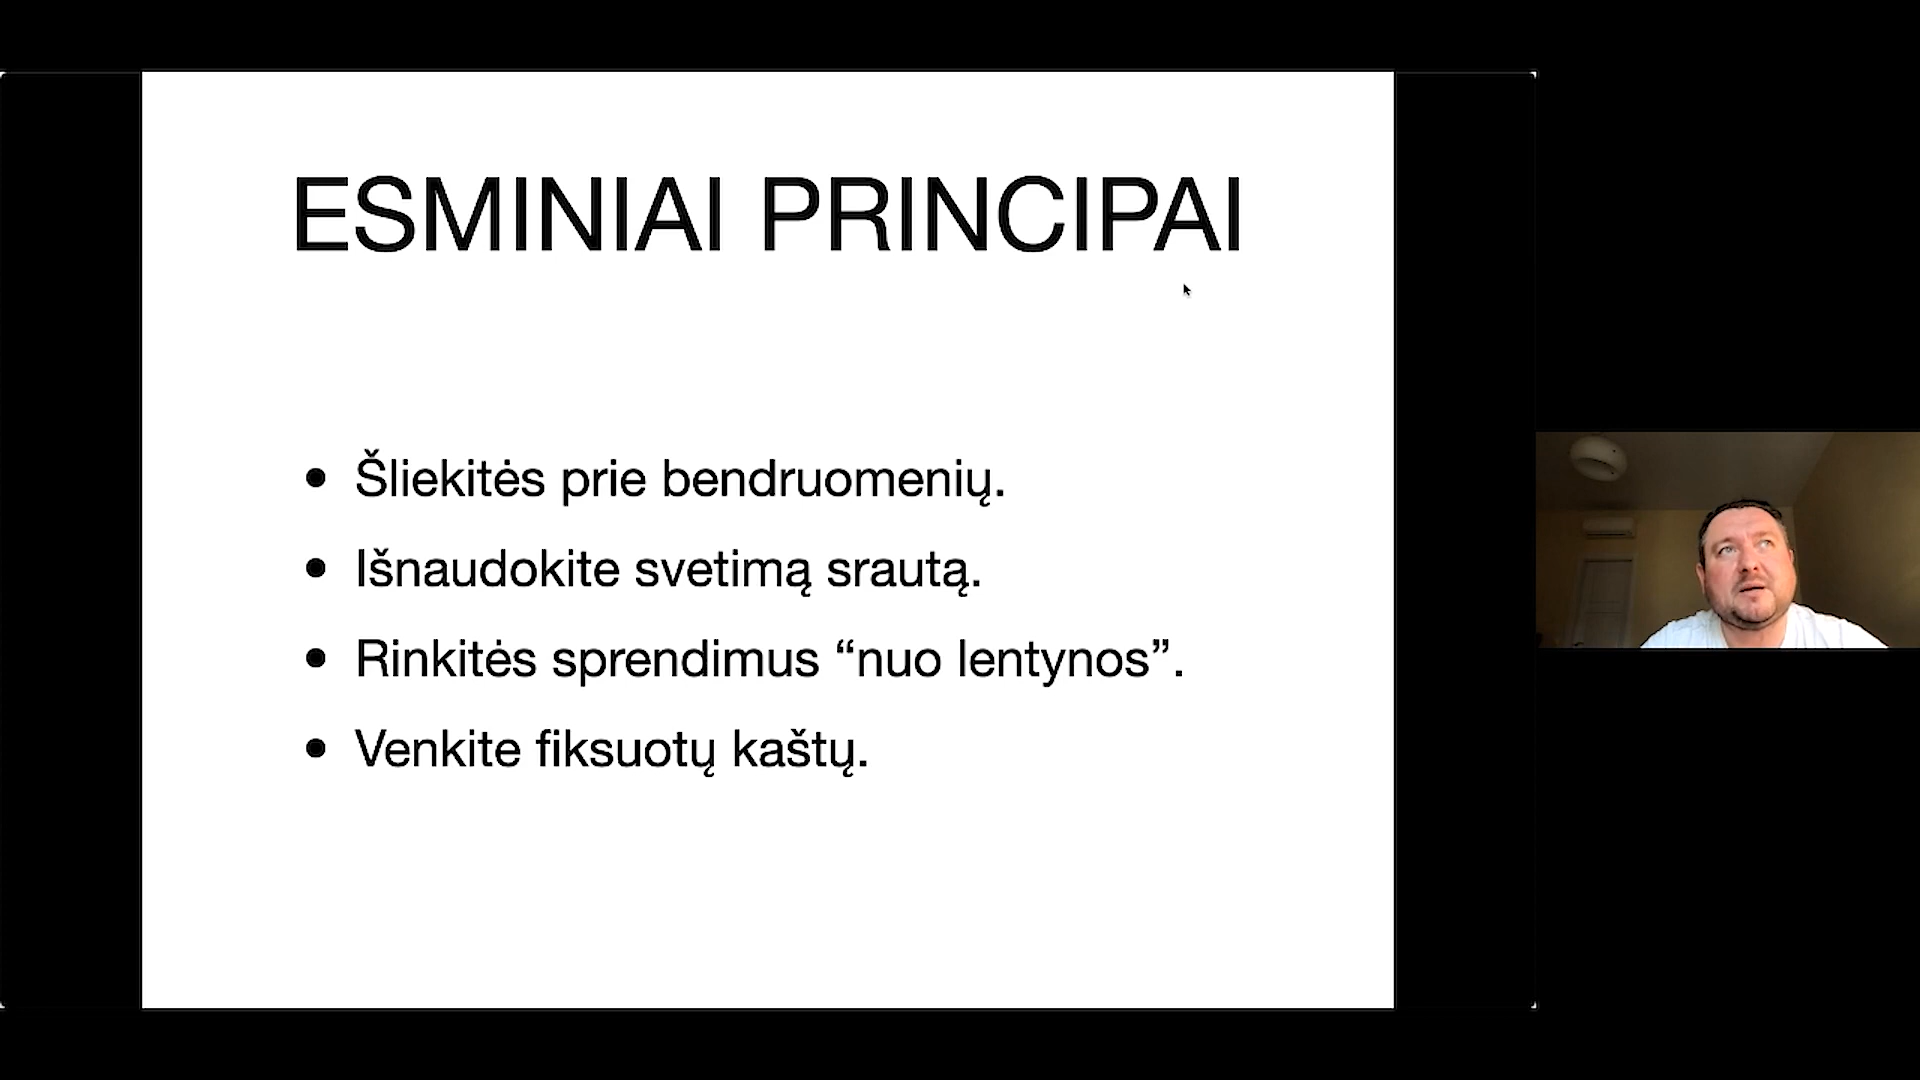 ESMINIAI PRINCIPAI
• Šliekitės prie bendruomenių.
• Išnaudokite svetimą srautą.
• Rinkitės sprendimus “nuo lentynos”.
• Venkite fiksuotų kaštų.